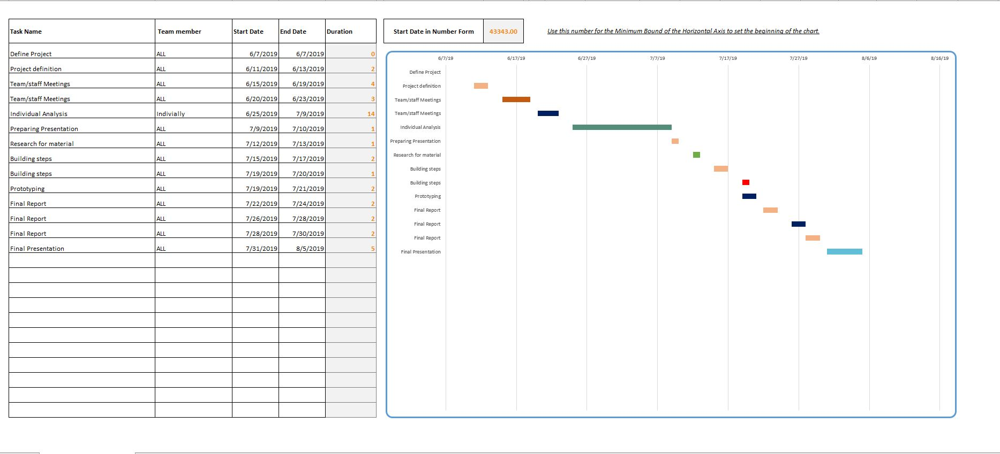 Task Name Team member Start Date End Date Duration
Define Project ALL 6/7/2019 6/7/2019 0
Project definition ALL 6/11/2019 6/13/2019 2
Team/staff Meetings ALL 6/15/2019 6/19/2019 4
Team/staff Meetings ALL 6/20/2019 6/23/2019 3
Individual Analysis Indivially 6/25/2019 7/9/2019 14
Preparing Presentation ALL 7/9/2019 7/10/2019 1
Research for material ALL 7/12/2019 7/13/2019 1
Building steps ALL 7/15/2019 7/17/2019 2
Building steps ALL 7/19/2019 7/20/2019 1
Prototyping ALL 7/19/2019 7/21/2019 2
Final Report ALL 7/22/2019 7/24/2019 2
Final Report ALL 7/26/2019 7/28/2019 2
Final Report ALL 7/28/2019 7/30/2019 2
Final Presentation ALL 7/31/2019 8/5/2019 5
Start Date in Number Form 43343.00
Use this number for the Minimum Bound of the Horizontal Axis to set the beginning of the chart.
6/7/19 6/17/19 6/27/19 7/7/19 7/17/19 7/27/19 8/6/19 8/16/19
Define Project
Project definition
Team/staff Meetings
Team/staff Meetings
Individual Analysis
Preparing Presentation
Research for material
Building steps
Building steps
Prototyping
Final Report
Final Report
Final Report
Final Presentation